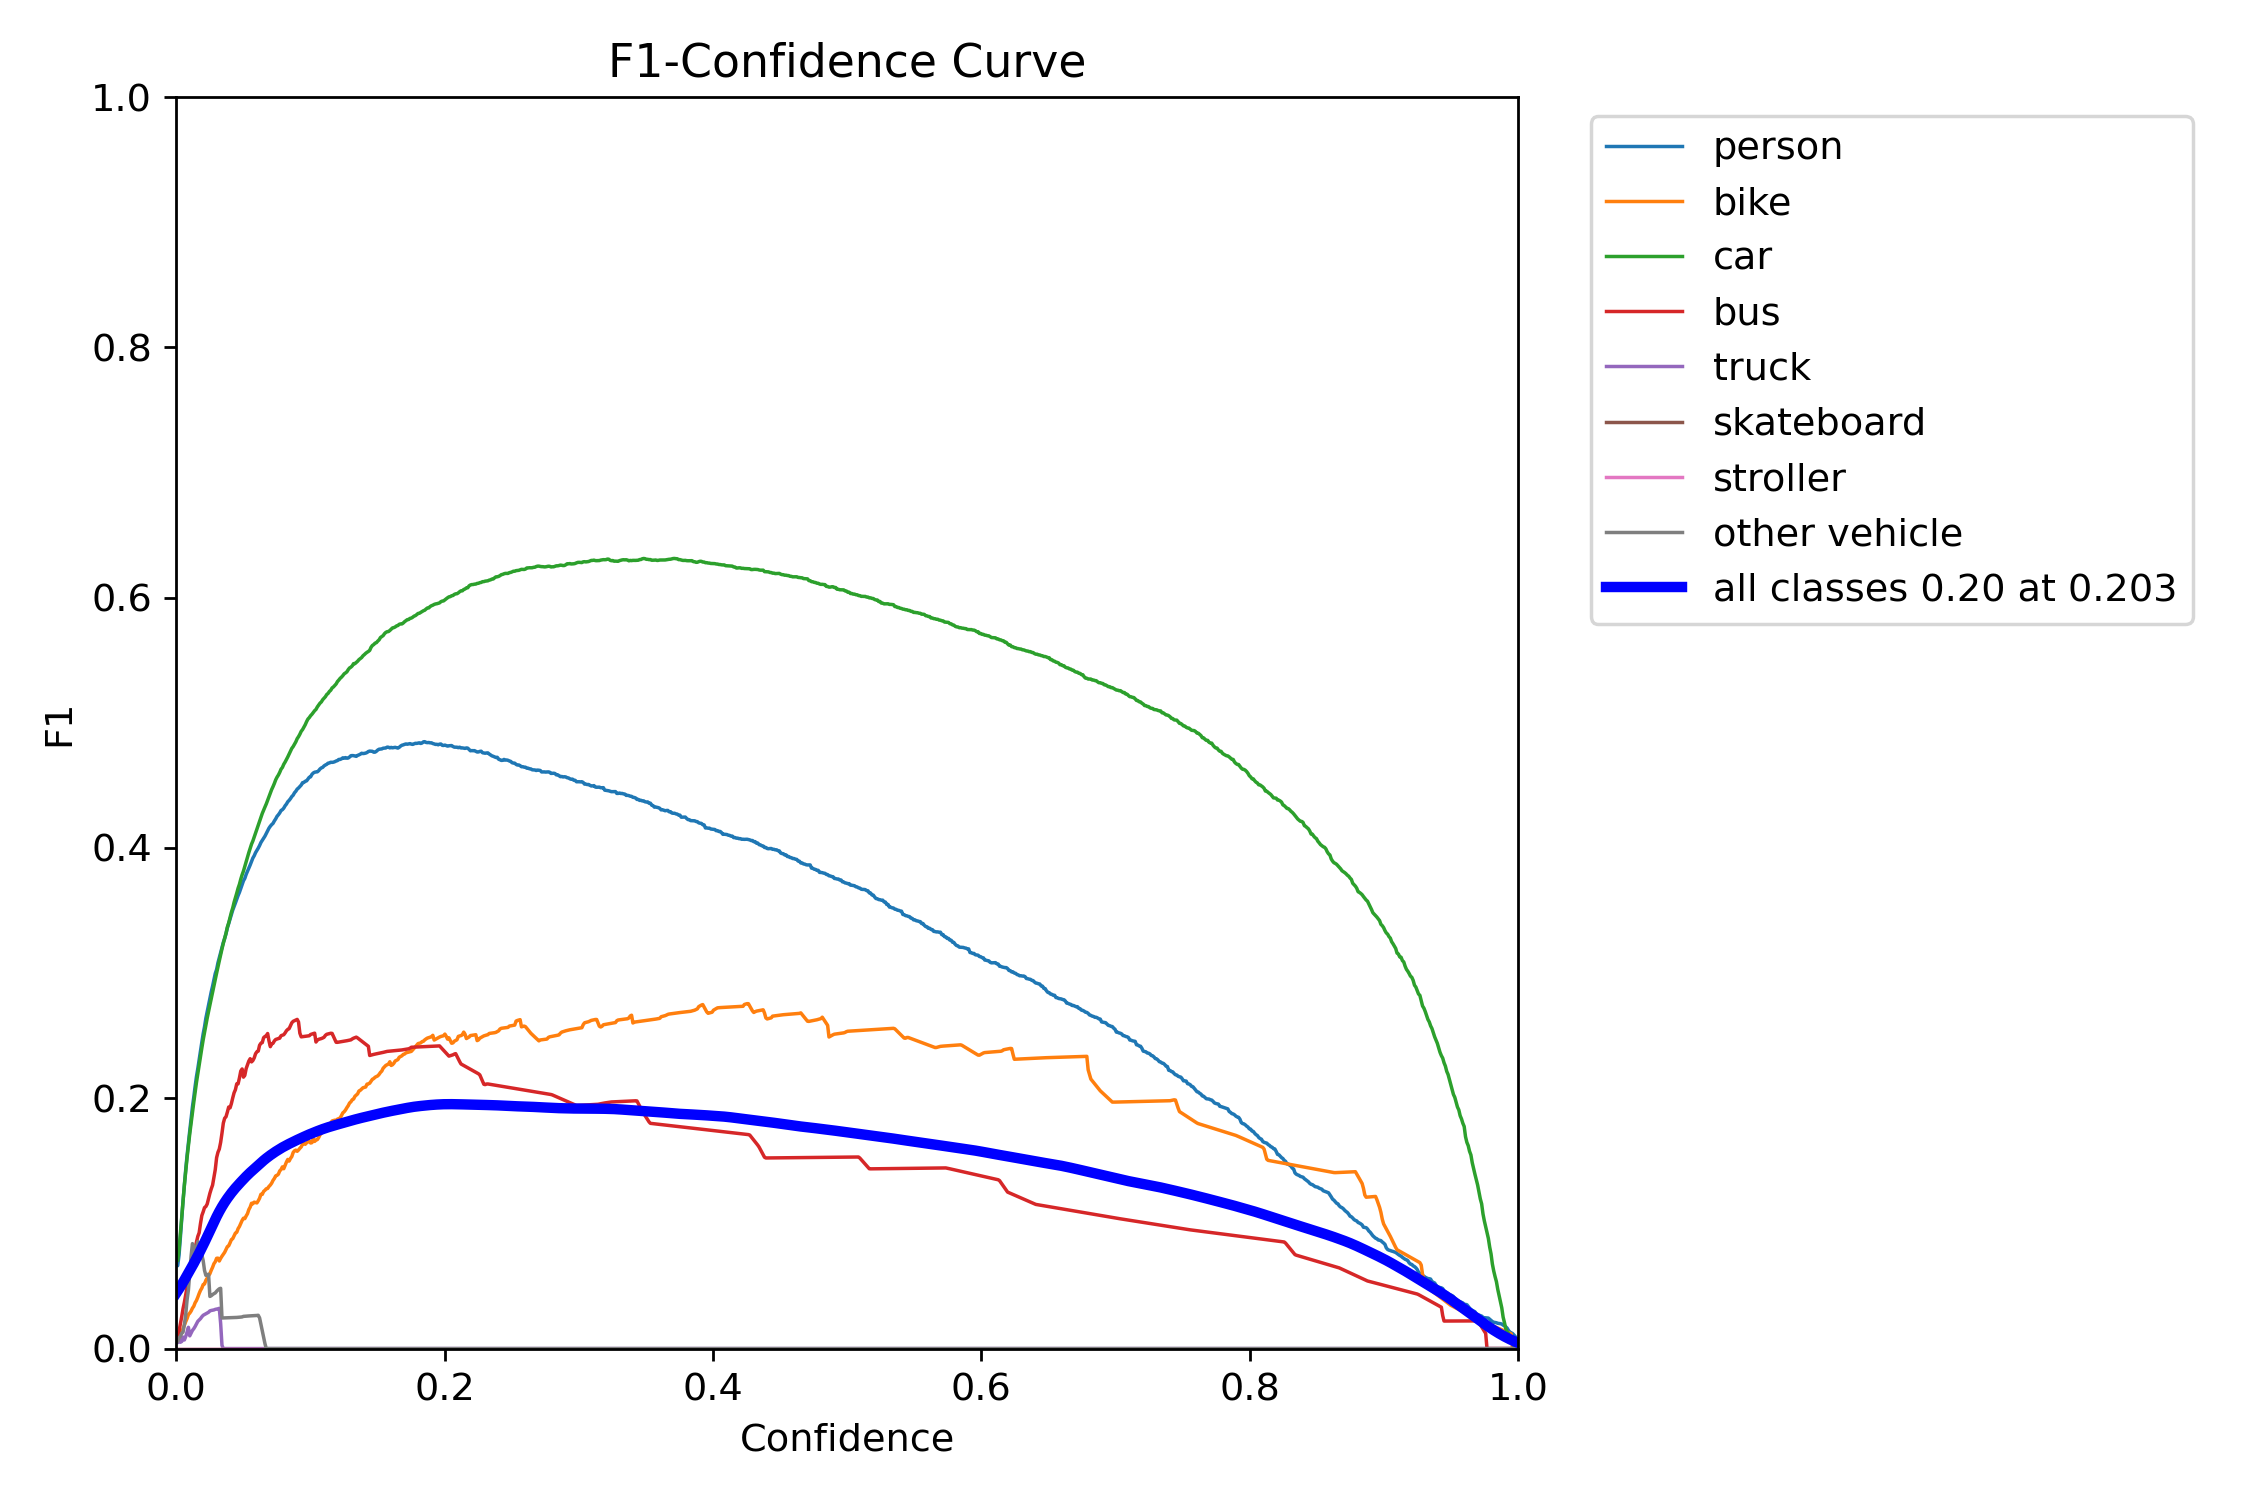 F1-Confidence Curve
1.0
0.8
0.6
0.4
0.2
0.0
F1
0.0 0.2 0.4 0.6 0.8 1.0
Confidence
person
bike
car
bus
truck
skateboard
stroller
other vehicle
all classes 0.20 at 0.203